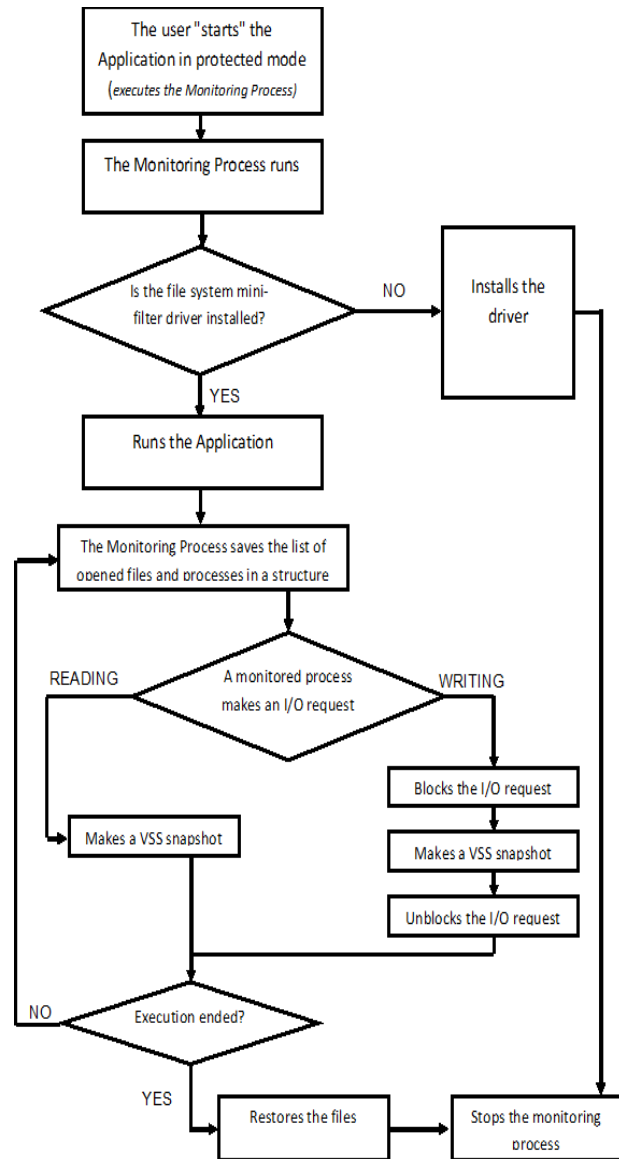 The user "starts" the
Application in protected mode
(executes the Monitoring Process)
The Monitoring Process runs
Is the file system mini-
filter driver installed?
NO
Installs the
driver
YES
Runs the Application
The Monitoring Process saves the list of
opened files and processes in a structure
READING
A monitored process
makes an I/O request
WRITING
Blocks the I/O request
Makes a VSS snapshot
Makes a VSS snapshot
Unblocks the I/O request
NO
Execution ended?
YES
Restores the files
Stops the monitoring
process